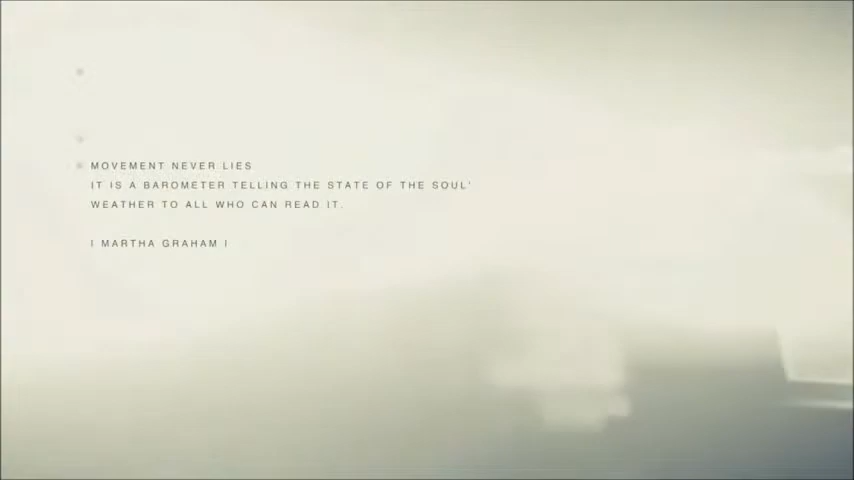 MOVEMENT NEVER LIES
IT IS A BAROMETER TELLING THE STATE OF THE SOUL'
WEATHER TO ALL WHO CAN READ IT.
| MARTHA GRAHAM |